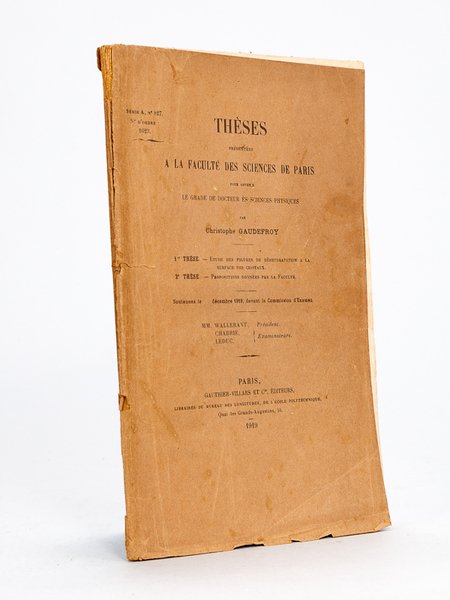 SÉRIE A, N° 827.
N° D'ORDRE
1623.
THÈSES
PRÉSENTÉES
A LA FACULTÉ DES SCIENCES DE PARIS
POUR OBTENIR
LE GRADE DE DOCTEUR ÈS SCIENCES PHYSIQUES
PAR
Christophe GAUDEFROY
1re THÈSE. — ETUDE DES FIGURES DE DÉSHYDRATATION A LA
SURFACE DES CRISTAUX.
2e THÈSE. — PROPOSITIONS DONNÉES PAR LA FACULTÉ.
Soutenues le décembre 1919, devant la Commission d'Examen.
MM. WALLERANT, Président.
CHABRIÉ, Examinateurs.
LEDUC,
PARIS,
GAUTHIER-VILLARS ET Cie, ÉDITEURS,
LIBRAIRES DU BUREAU DES LONGITUDES, DE L'ÉCOLE POLYTECHNIQUE,
Quai des Grands-Augustins, 55.
1919